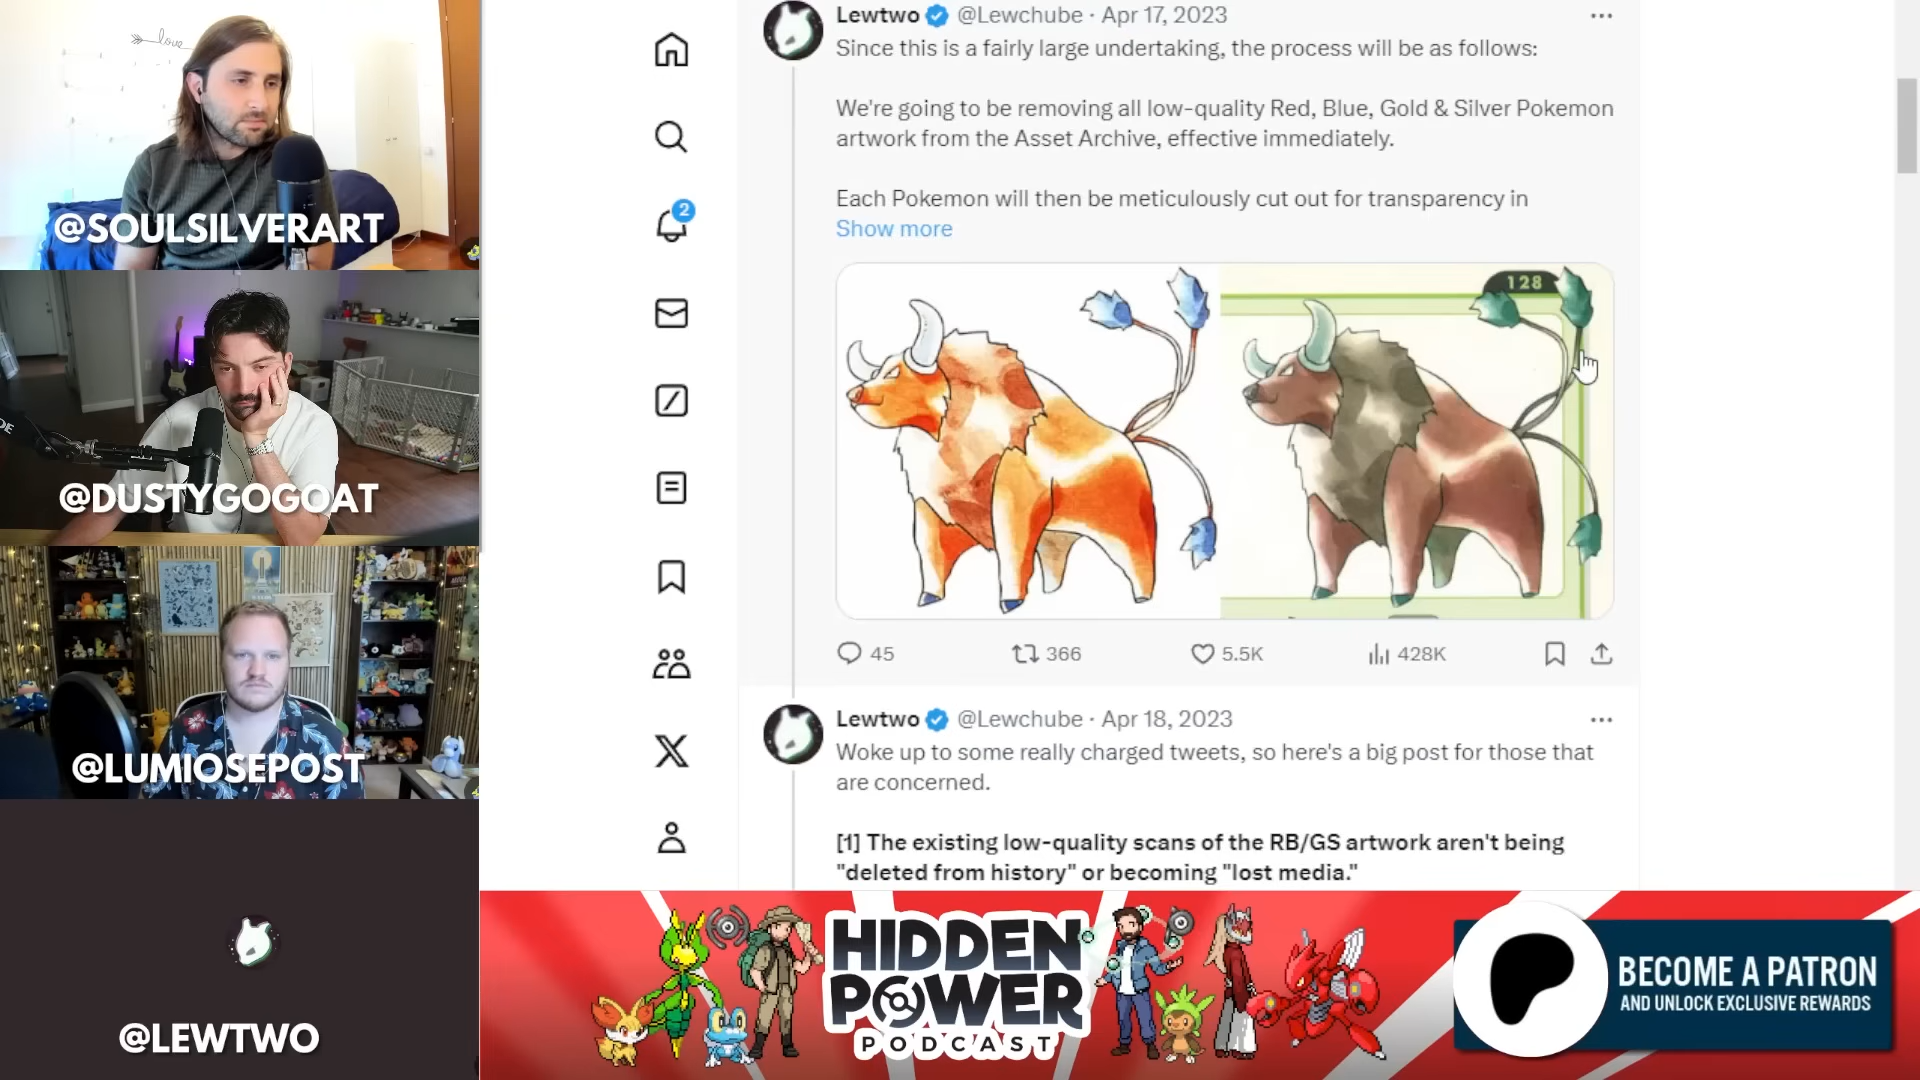 love
@SOULSILVERART
@DUSTYGOGOAT
@LUMIOSEPOST
@LEWTWO
2
Lewtwo @Lewchube · Apr 17, 2023
Since this is a fairly large undertaking, the process will be as follows:
We're going to be removing all low-quality Red, Blue, Gold & Silver Pokemon
artwork from the Asset Archive, effective immediately.
Each Pokemon will then be meticulously cut out for transparency in
Show more
128
45 366 5.5K 428K
Lewtwo @Lewchube · Apr 18, 2023
Woke up to some really charged tweets, so here's a big post for those that
are concerned.
[1] The existing low-quality scans of the RB/GS artwork aren't being
"deleted from history" or becoming "lost media."
HIDDEN
POWER
PODCAST
BECOME A PATRON
AND UNLOCK EXCLUSIVE REWARDS